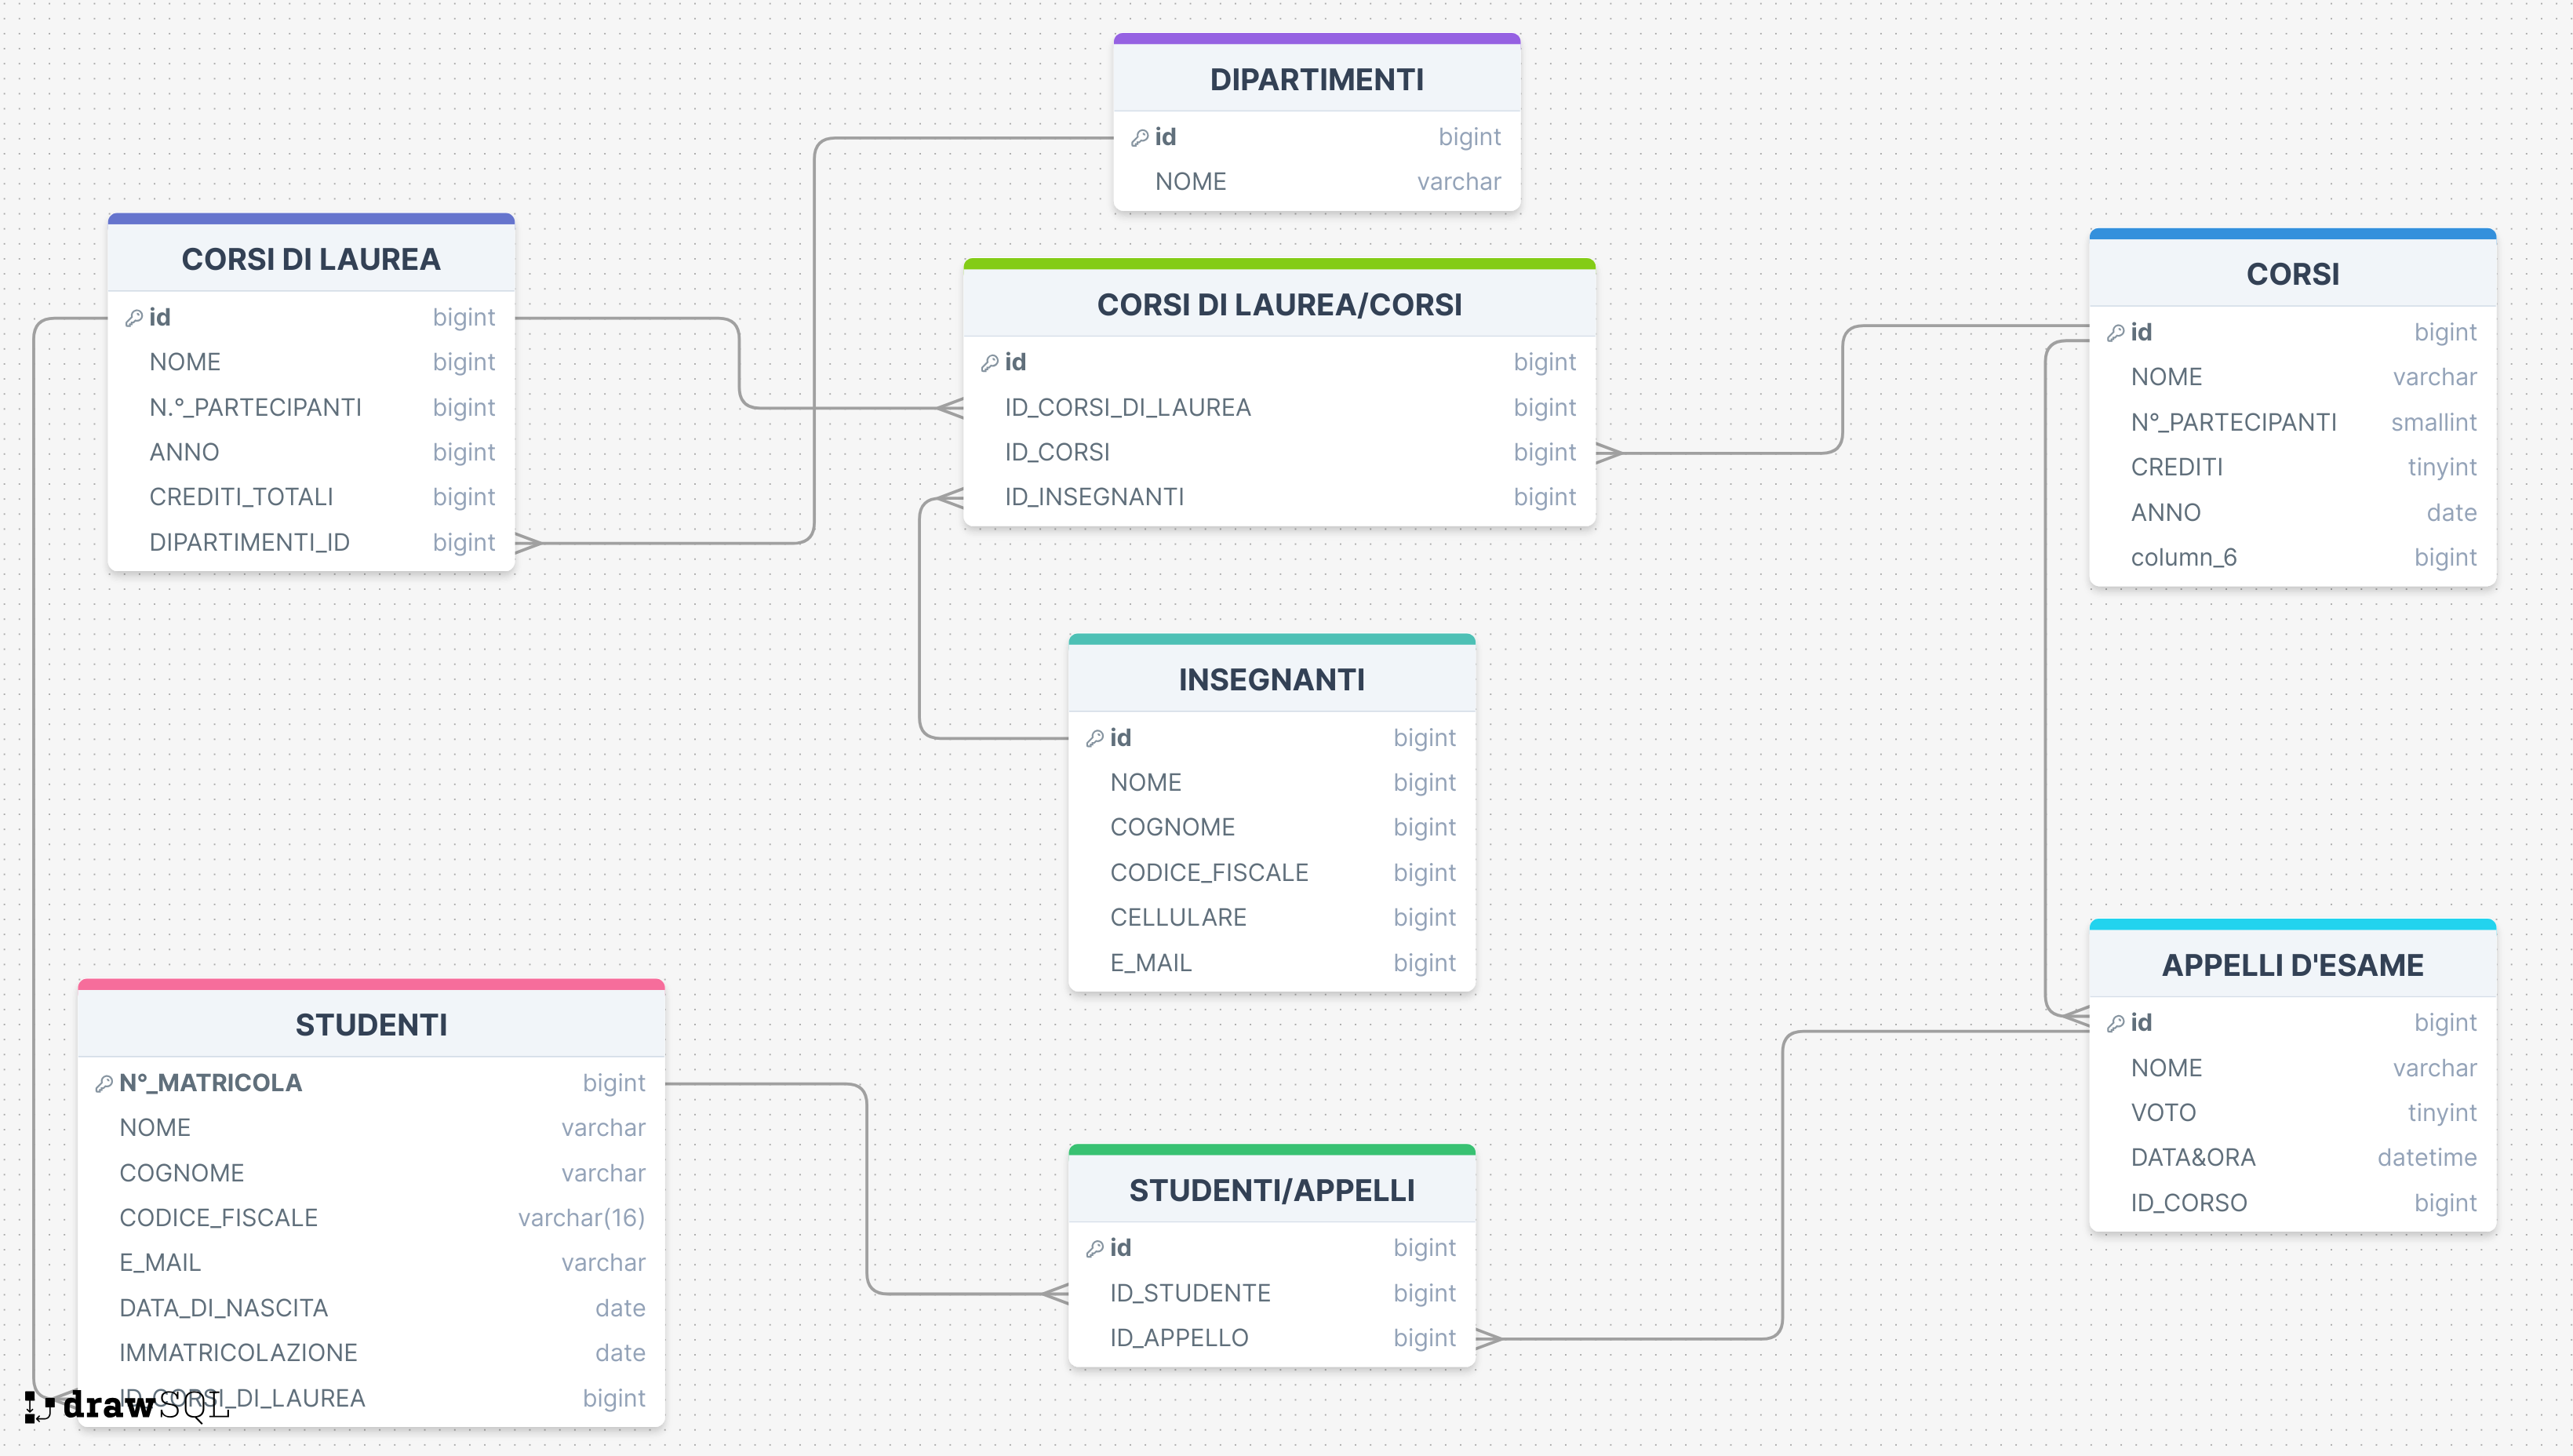 DIPARTIMENTI
id bigint
NOME varchar
CORSI DI LAUREA
id bigint
NOME bigint
N.°_PARTECIPANTI bigint
ANNO bigint
CREDITI_TOTALI bigint
DIPARTIMENTI_ID bigint
CORSI DI LAUREA/CORSI
id bigint
ID_CORSI_DI_LAUREA bigint
ID_CORSI bigint
ID_INSEGNANTI bigint
CORSI
id bigint
NOME varchar
N°_PARTECIPANTI smallint
CREDITI tinyint
ANNO date
column_6 bigint
INSEGNANTI
id bigint
NOME bigint
COGNOME bigint
CODICE_FISCALE bigint
CELLULARE bigint
E_MAIL bigint
STUDENTI
N°_MATRICOLA bigint
NOME varchar
COGNOME varchar
CODICE_FISCALE varchar(16)
E_MAIL varchar
DATA_DI_NASCITA date
IMMATRICOLAZIONE date
ID_CORSI_DI_LAUREA bigint
drawSQL
STUDENTI/APPELLI
id bigint
ID_STUDENTE bigint
ID_APPELLO bigint
APPELLI D'ESAME
id bigint
NOME varchar
VOTO tinyint
DATA&ORA datetime
ID_CORSO bigint